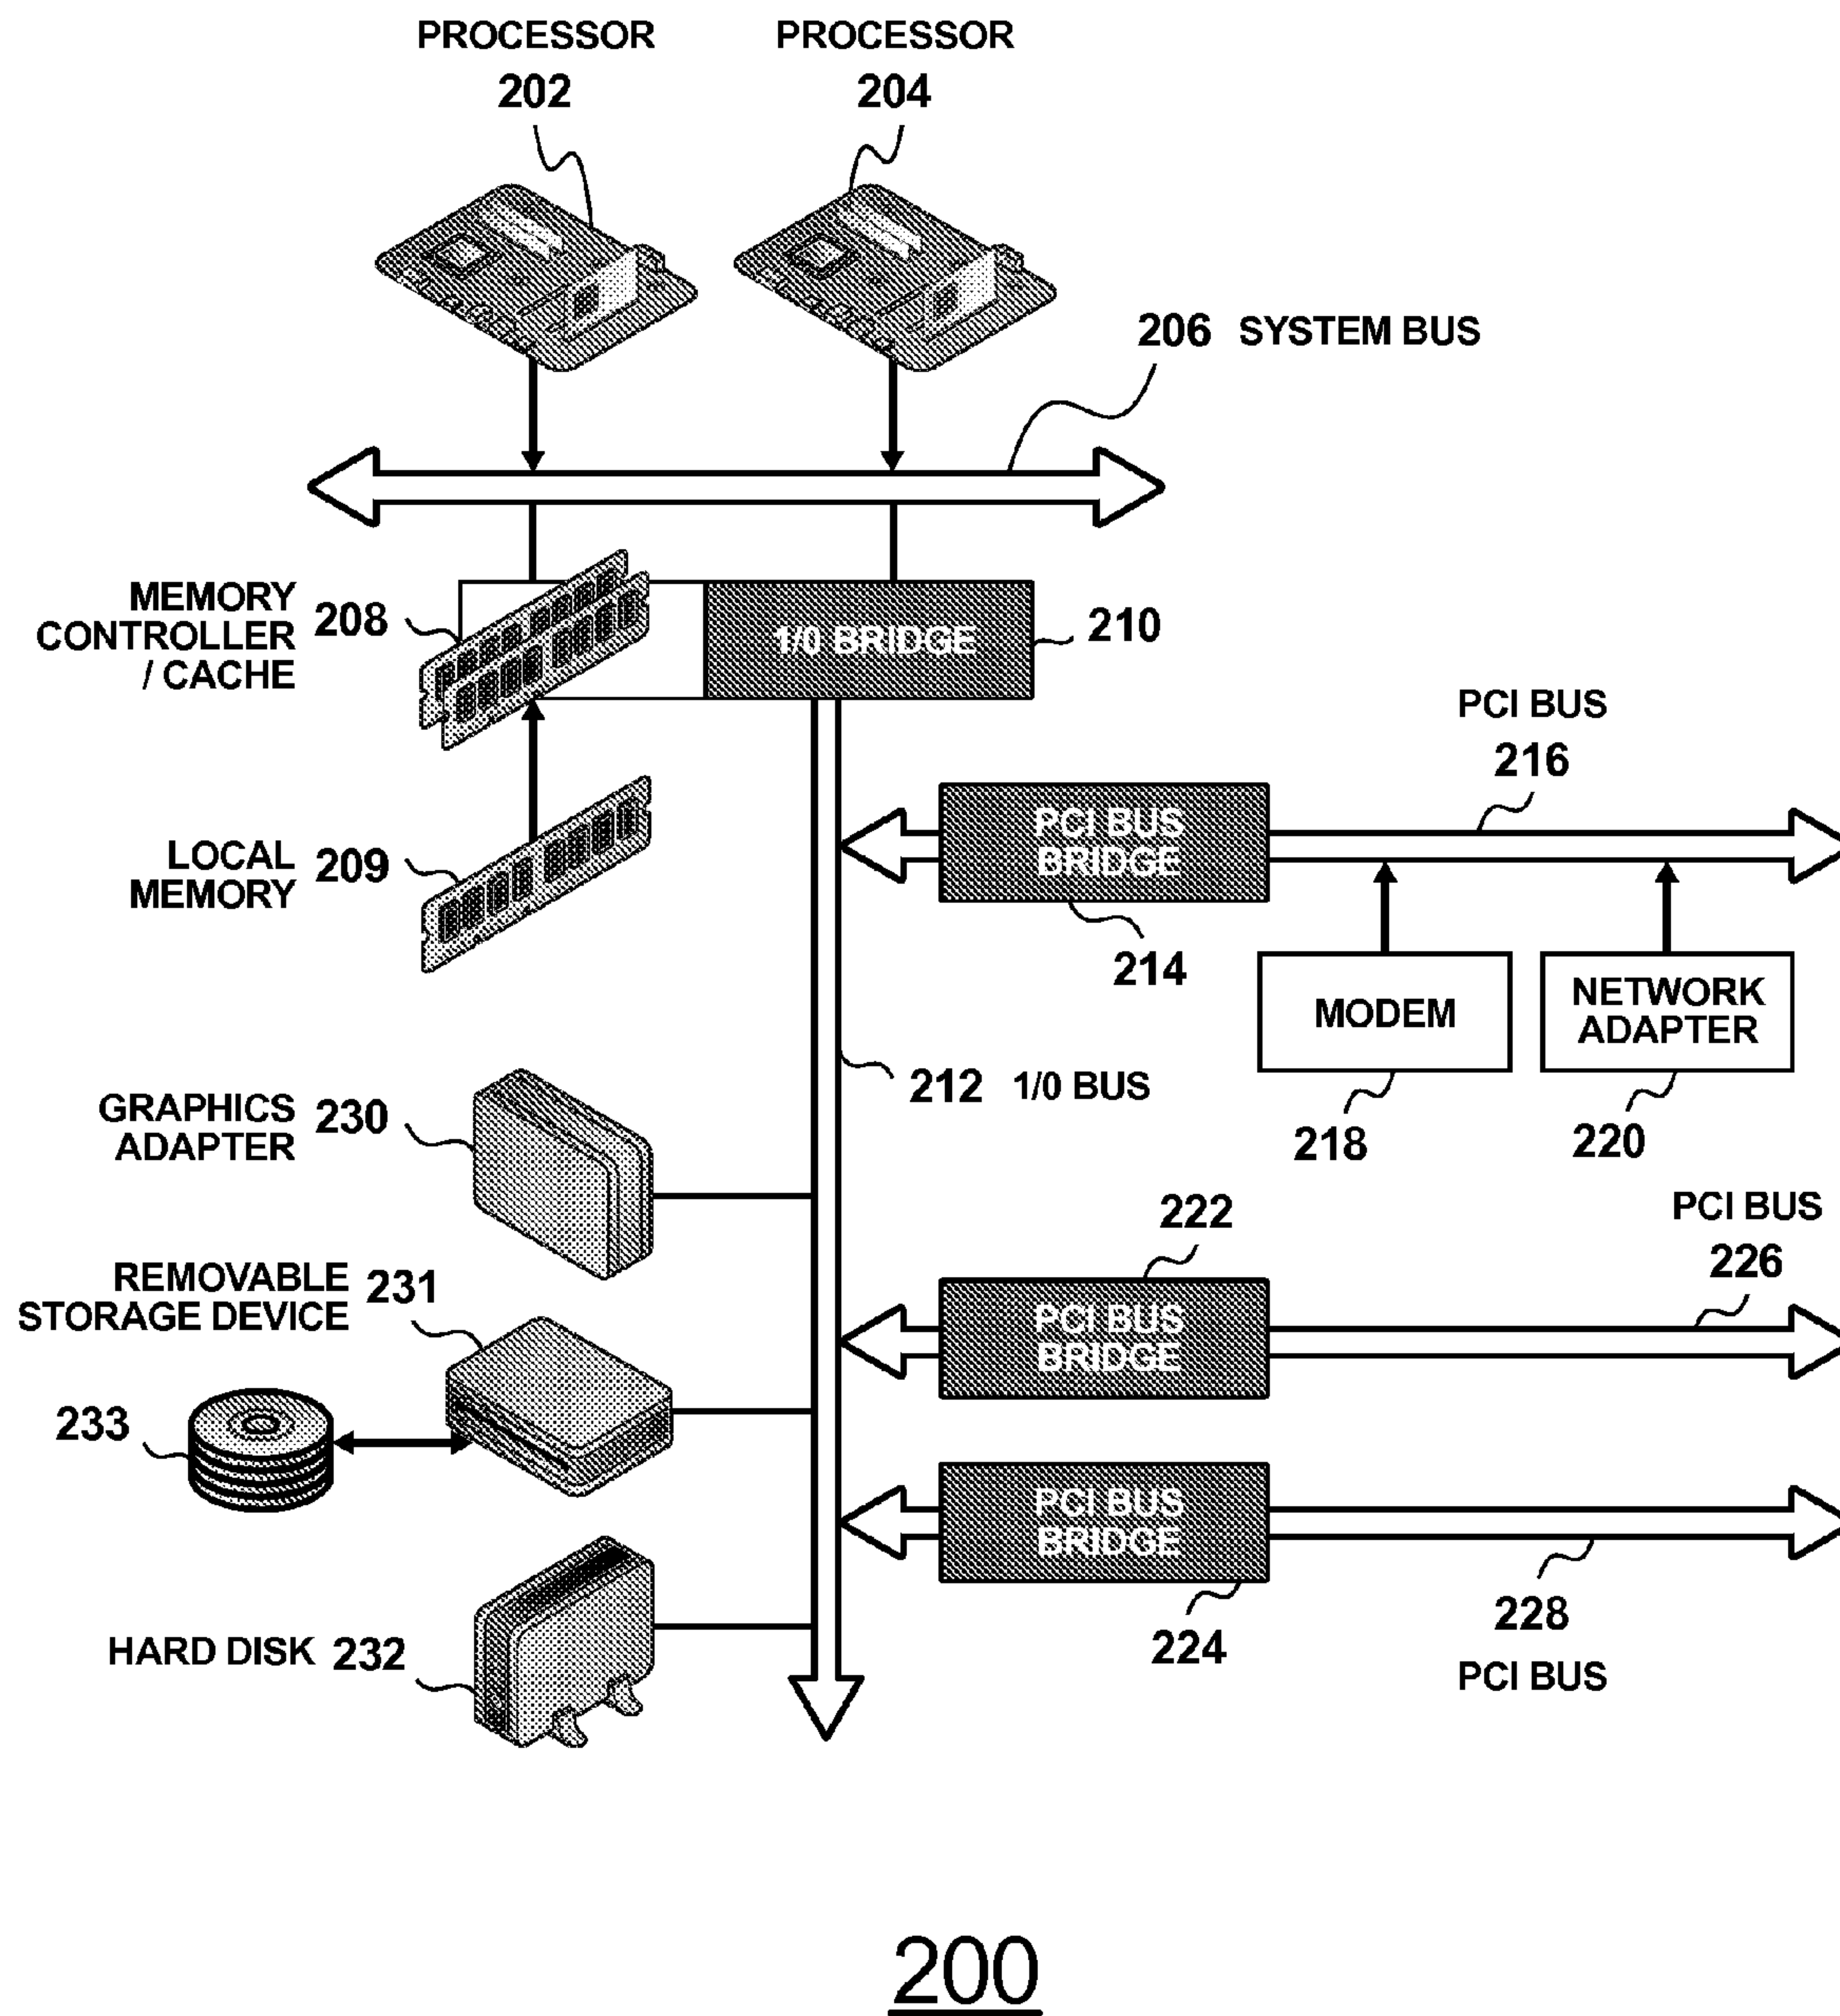 PROCESSOR
202
PROCESSOR
204
206 SYSTEM BUS
MEMORY
CONTROLLER
/ CACHE
208
1/0 BRIDGE
210
PCI BUS
216
LOCAL
MEMORY
209
PCI BUS
BRIDGE
214
MODEM
218
NETWORK
ADAPTER
220
212 1/0 BUS
GRAPHICS
ADAPTER
230
222
PCI BUS
BRIDGE
PCI BUS
226
REMOVABLE
STORAGE DEVICE
231
233
PCI BUS
BRIDGE
224
228
PCI BUS
HARD DISK 232
200